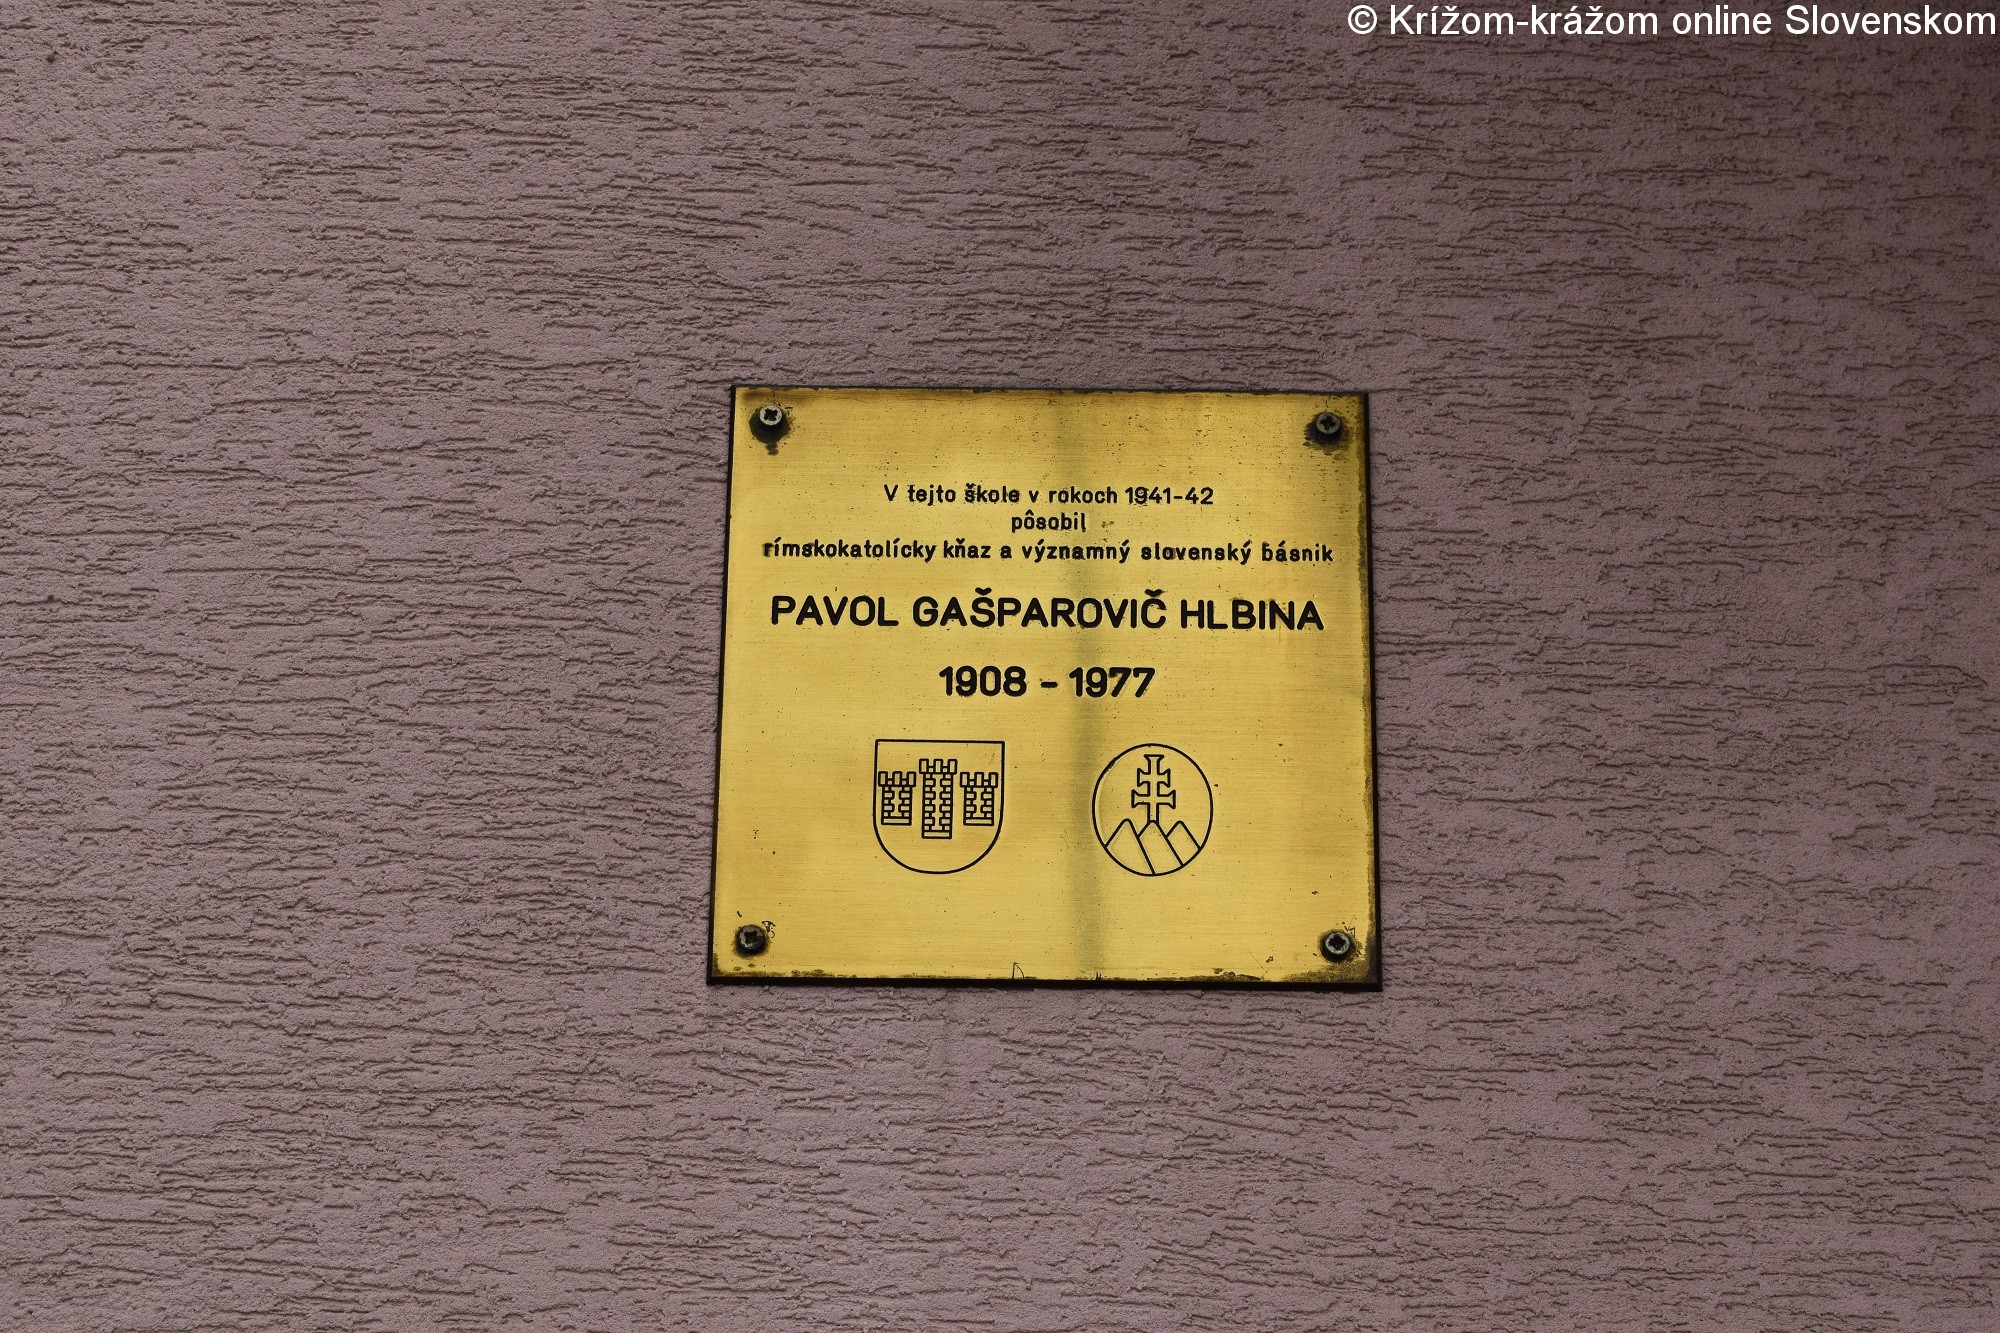 © Krížom-krážom online Slovenskom
V tejto škole v rokoch 1941-42
pôsobil
rímskokatolícky kňaz a významný slovenský básnik
PAVOL GAŠPAROVIČ HLBINA
1908 - 1977